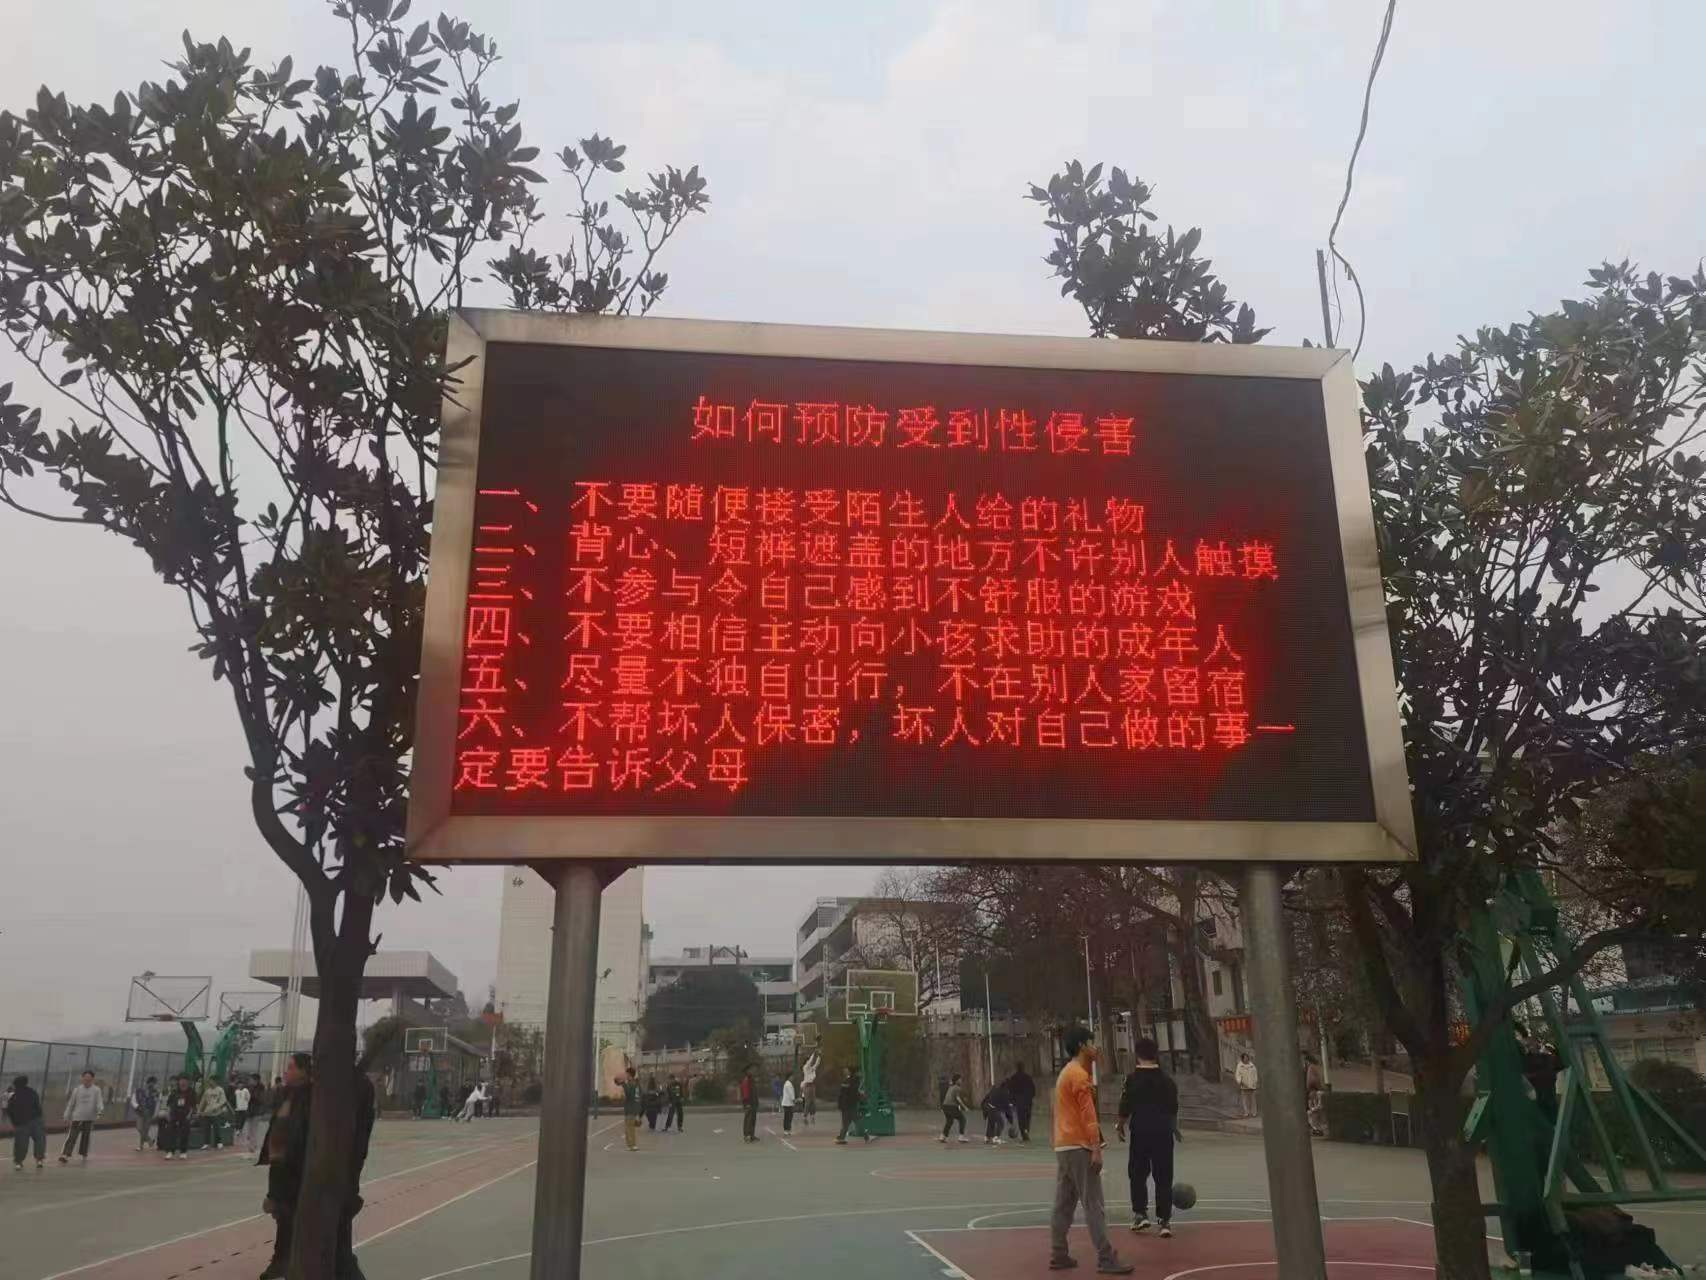 如何预防受到性侵害
一、不要随便接受陌生人给的礼物
二、背心、短裤遮盖的地方不许别人触摸
三、不参与令自己感到不舒服的游戏
四、不要相信主动向小孩求助的成年人
五、尽量不独自出行，不在别人家留宿
六、不帮坏人保密，坏人对自己做的事一
定要告诉父母